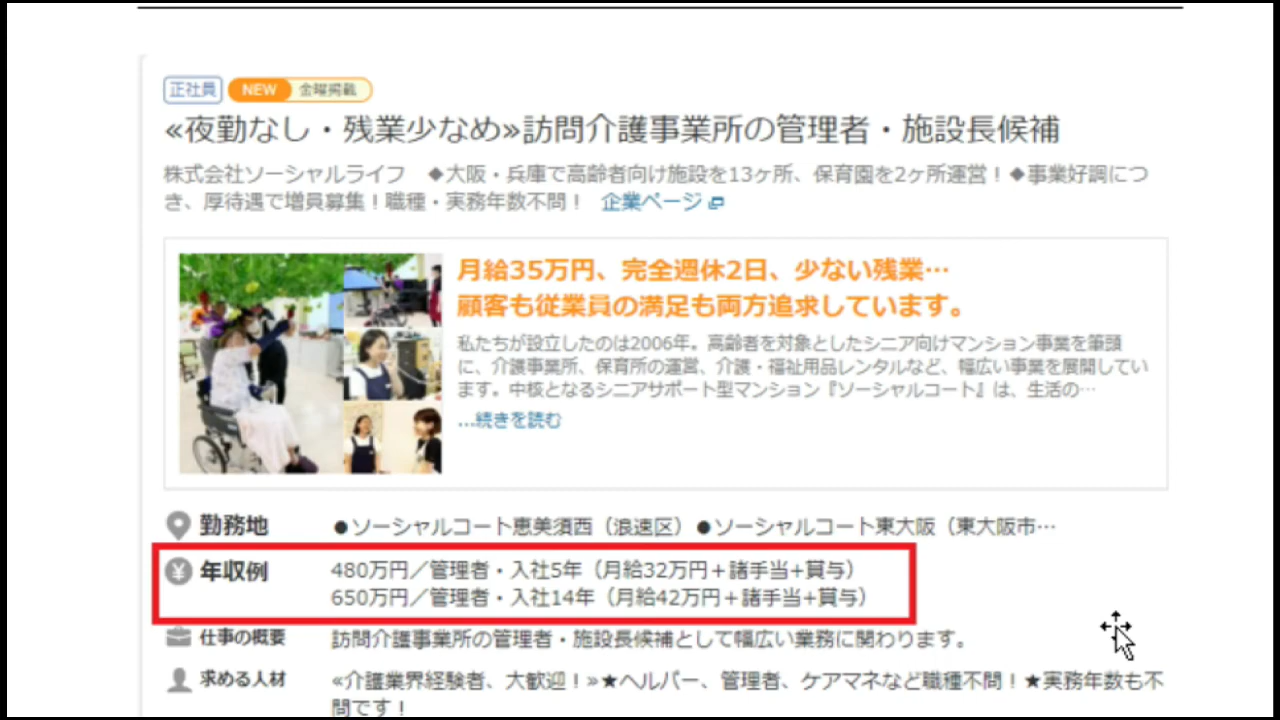 正社員 NEW 金曜掲載
≪夜勤なし・残業少なめ≫訪問介護事業所の管理者・施設長候補
株式会社ソーシャルライフ　◆大阪・兵庫で高齢者向け施設を13ヶ所、保育園を2ヶ所運営！◆事業好調につ
き、厚待遇で増員募集！職種・実務年数不問！ 企業ページ
月給35万円、完全週休2日、少ない残業…
顧客も従業員の満足も両方追求しています。
私たちが設立したのは2006年。高齢者を対象としたシニア向けマンション事業を筆頭
に、介護事業所、保育所の運営、介護・福祉用品レンタルなど、幅広い事業を展開してい
ます。中核となるシニアサポート型マンション『ソーシャルコート』は、生活の…
...続きを読む
勤務地 ●ソーシャルコート恵美須西（浪速区）●ソーシャルコート東大阪（東大阪市…
年収例 480万円／管理者・入社5年（月給32万円＋諸手当+賞与）
650万円／管理者・入社14年（月給42万円＋諸手当+賞与）
仕事の概要 訪問介護事業所の管理者・施設長候補として幅広い業務に関わります。
求める人材 ≪介護業界経験者、大歓迎！≫★ヘルパー、管理者、ケアマネなど職種不問！★実務年数も不
問です！